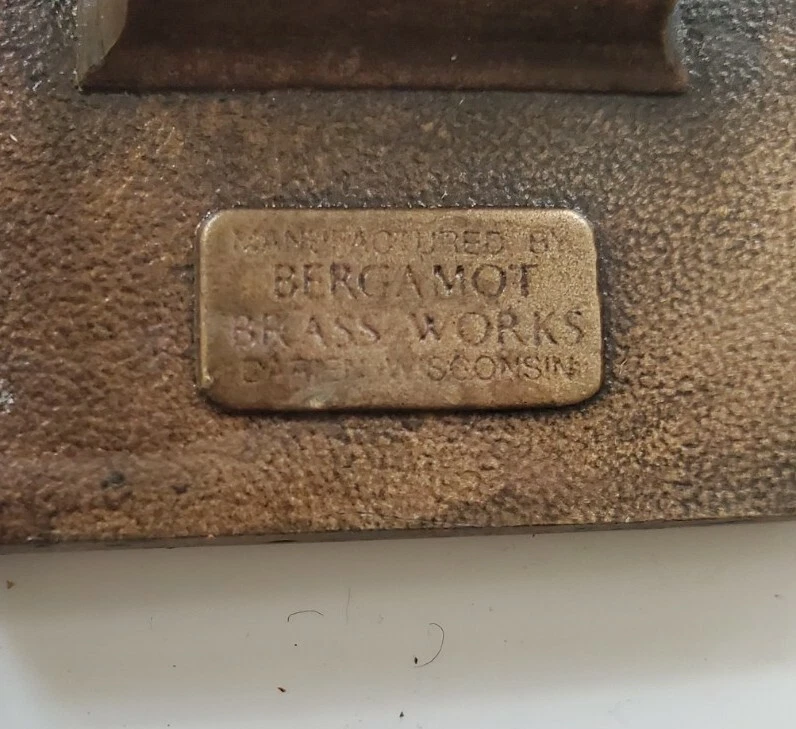 MANUFACTURED BY
BERGAMOT
BRASS WORKS
DARIEN WISCONSIN